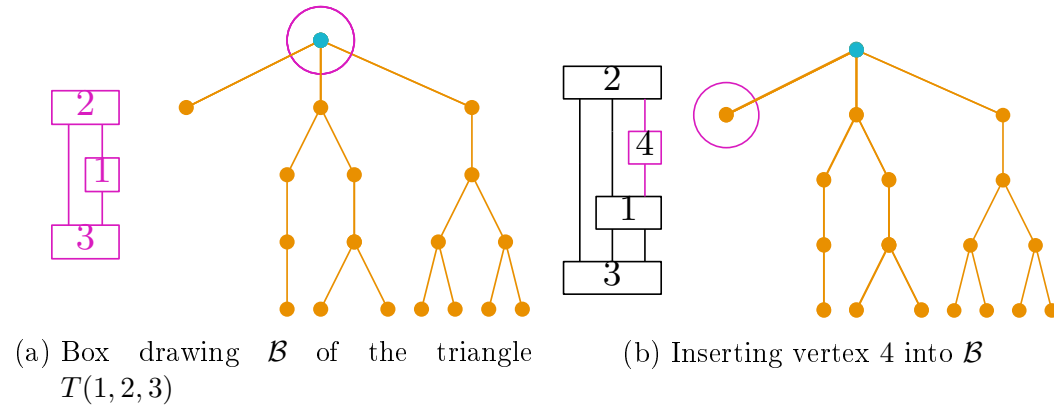 2
1
3
2
4
1
3
(a) Box drawing ℬ of the triangle
T(1, 2, 3)
(b) Inserting vertex 4 into ℬ